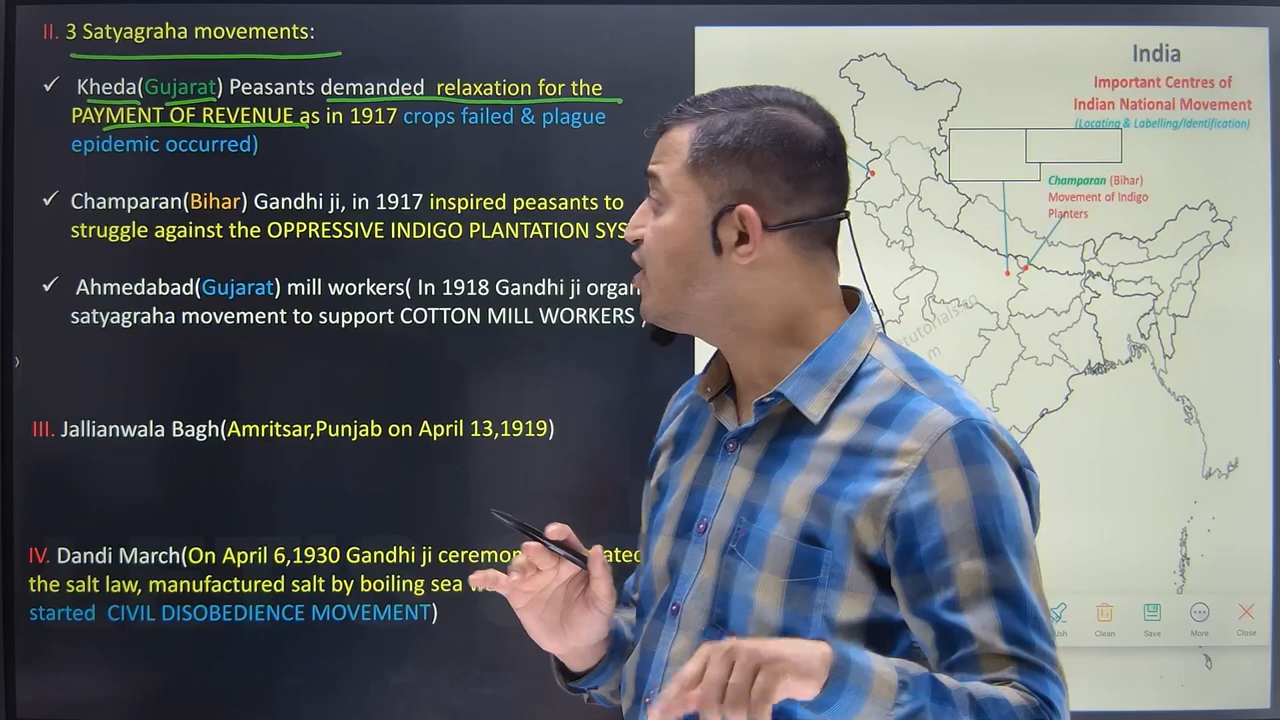 II. 3 Satyagraha movements:
✓ Kheda(Gujarat) Peasants demanded relaxation for the
PAYMENT OF REVENUE as in 1917 crops failed & plague
epidemic occurred)
✓ Champaran(Bihar) Gandhi ji, in 1917 inspired peasants to
struggle against the OPPRESSIVE INDIGO PLANTATION
✓ Ahmedabad(Gujarat) mill workers( In 1918 Gandhi ji
satyagraha movement to support COTTON MILL WORKERS
III. Jallianwala Bagh(Amritsar,Punjab on April 13,1919)
IV. Dandi March(On April 6,1930 Gandhi ji
the salt law, manufactured salt by boiling sea
started CIVIL DISOBEDIENCE MOVEMENT)
India
Important Centres of
Indian National Movement
(Locating & Labelling/Identification)
Champaran (Bihar)
Movement of Indigo
Planters
Clean
Save
More
Close